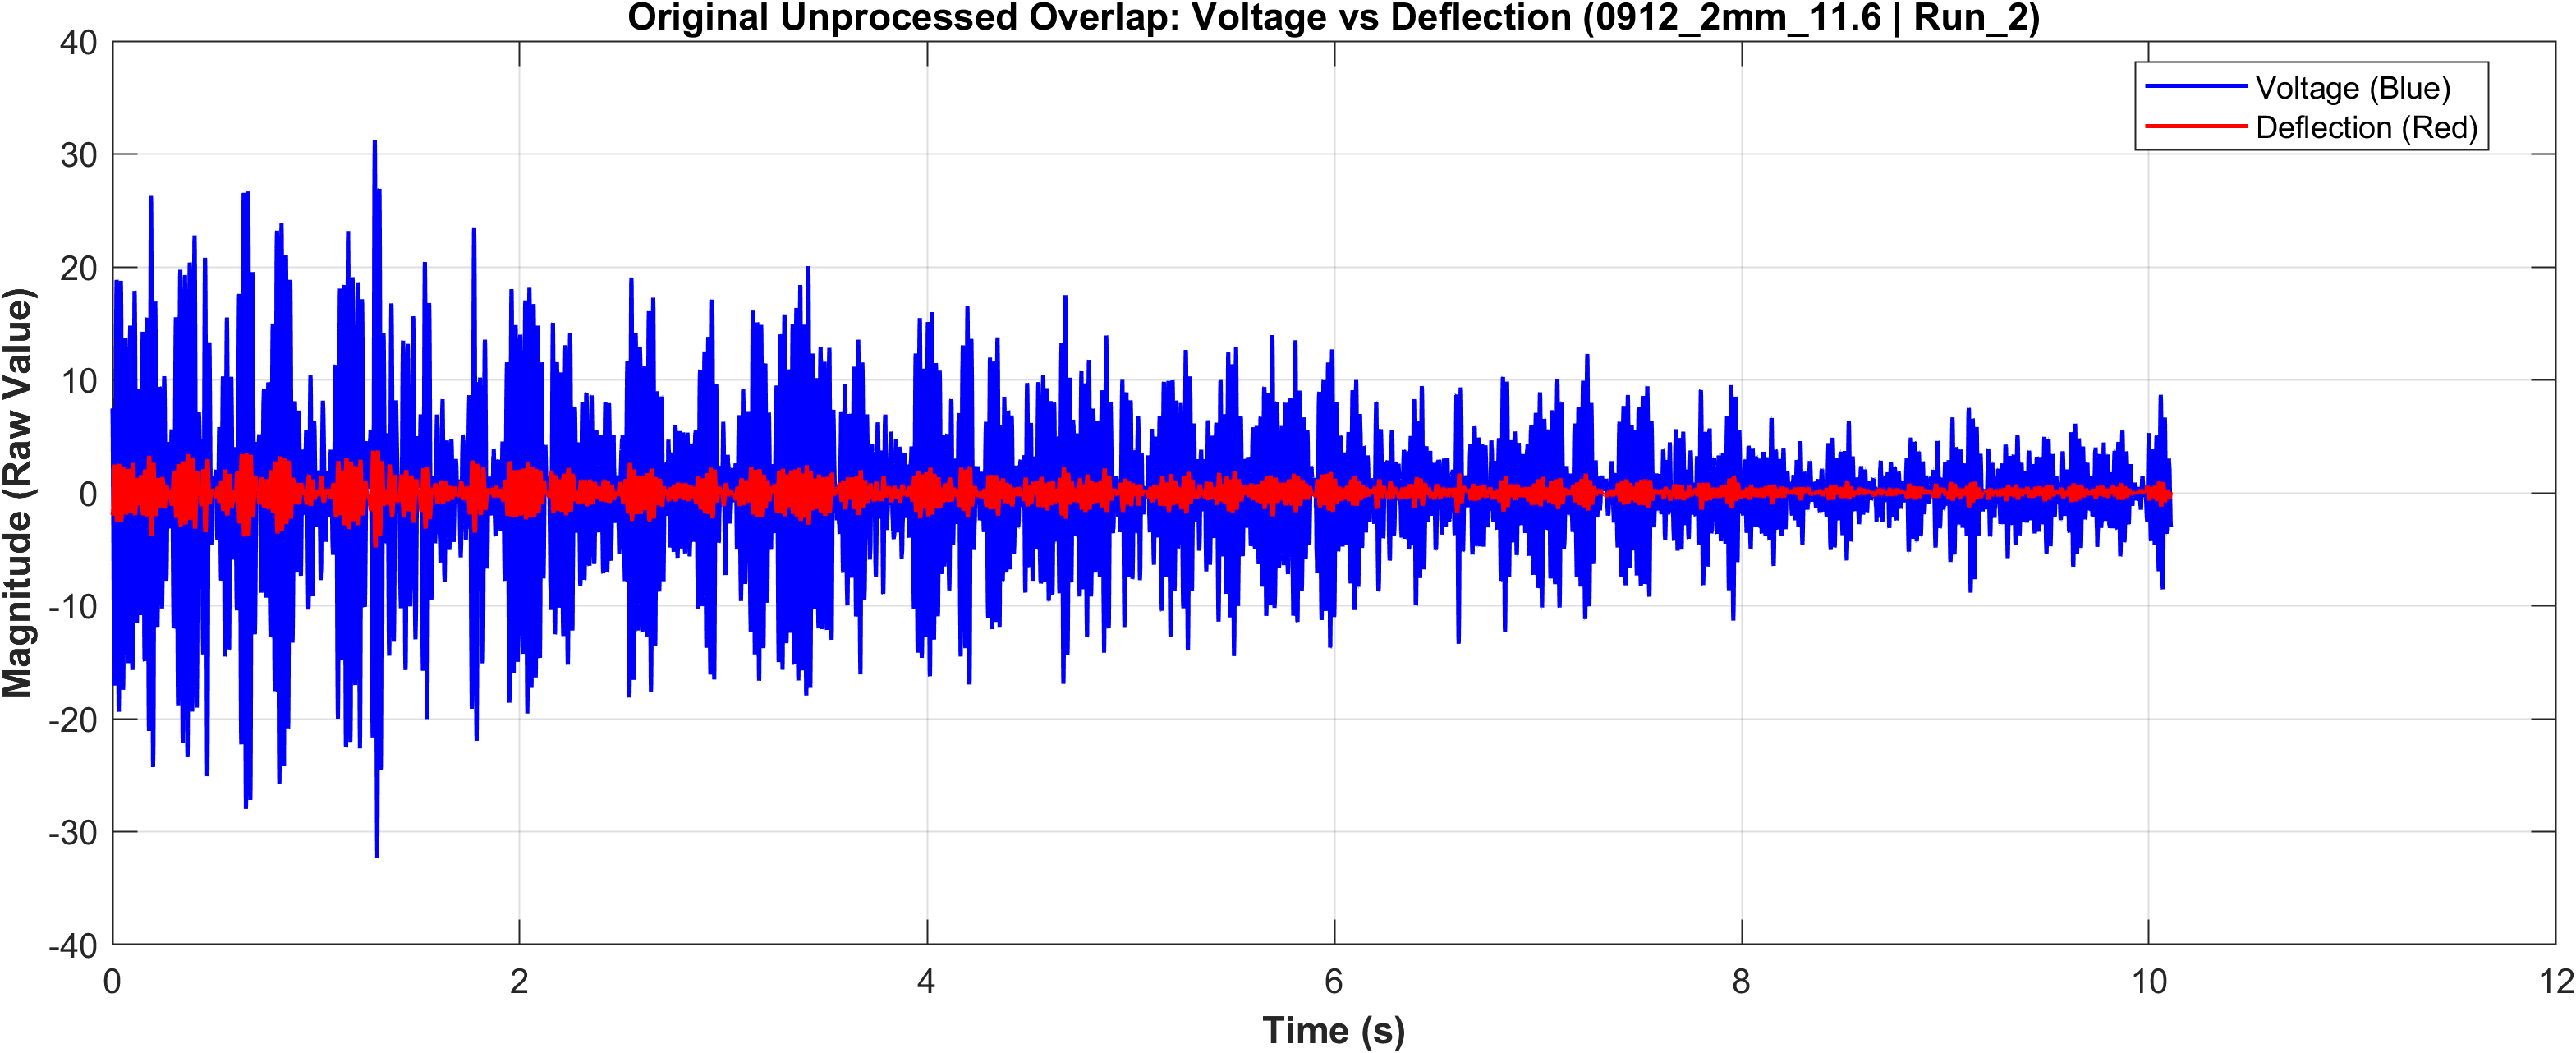 Original Unprocessed Overlap: Voltage vs Deflection (0912_2mm_11.6 | Run_2)
Voltage (Blue)
Deflection (Red)
Magnitude (Raw Value)
40
30
20
10
0
-10
-20
-30
-40
0 2 4 6 8 10 12
Time (s)